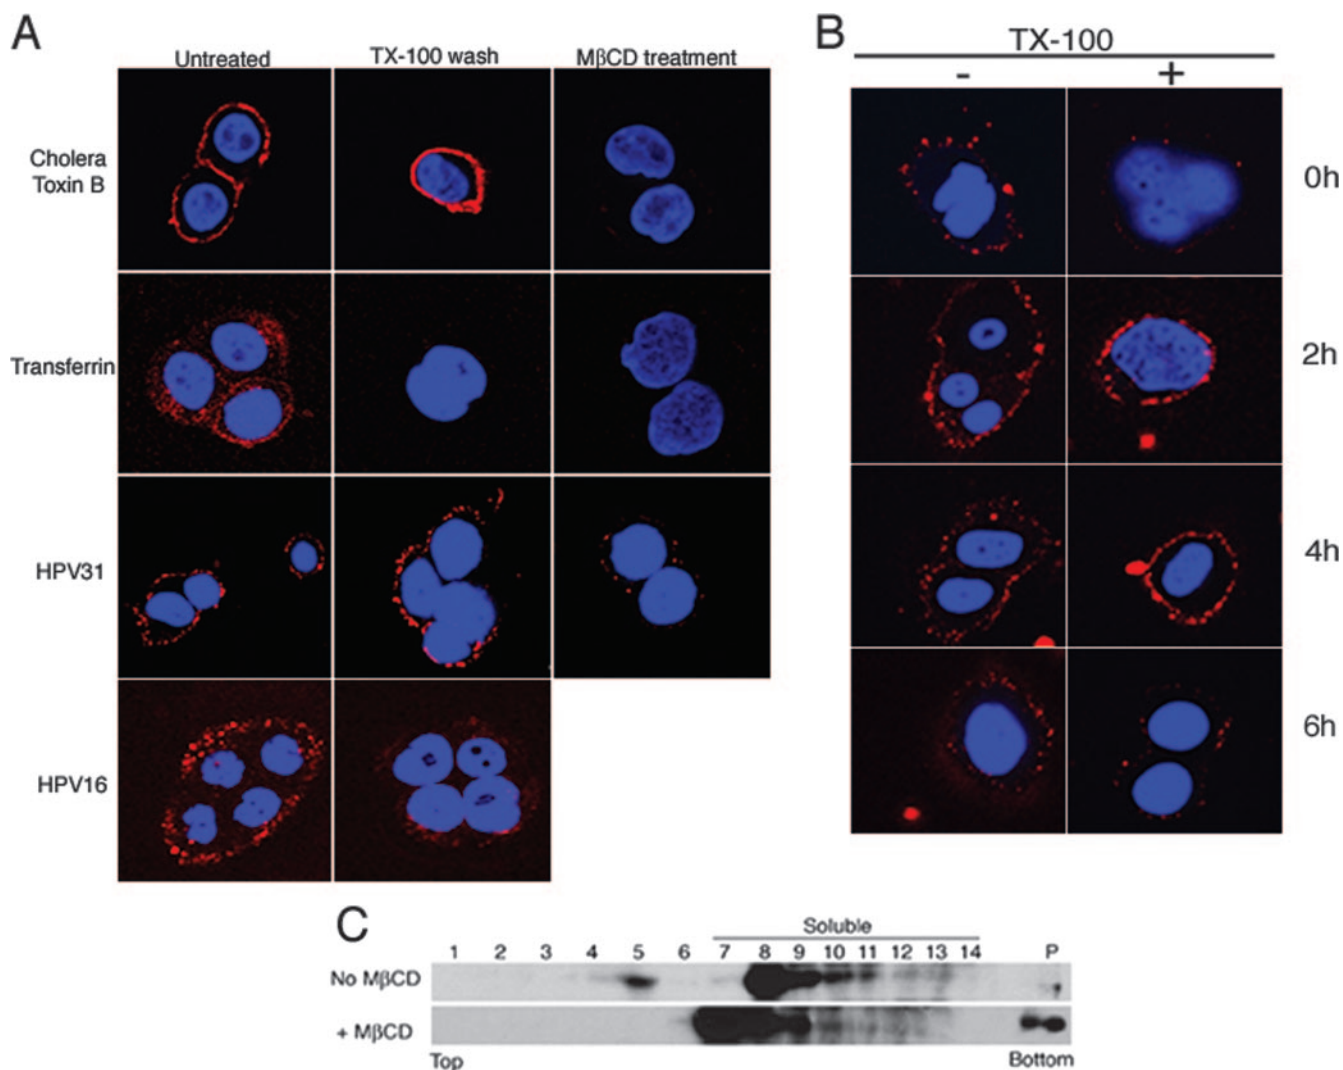 A
Untreated
TX-100 wash
MβCD treatment
Cholera
Toxin B
Transferrin
HPV31
HPV16
B
TX-100
-
+
0h
2h
4h
6h
C
Soluble
1 2 3 4 5 6 7 8 9 10 11 12 13 14 P
No MβCD
+ MβCD
Top
Bottom